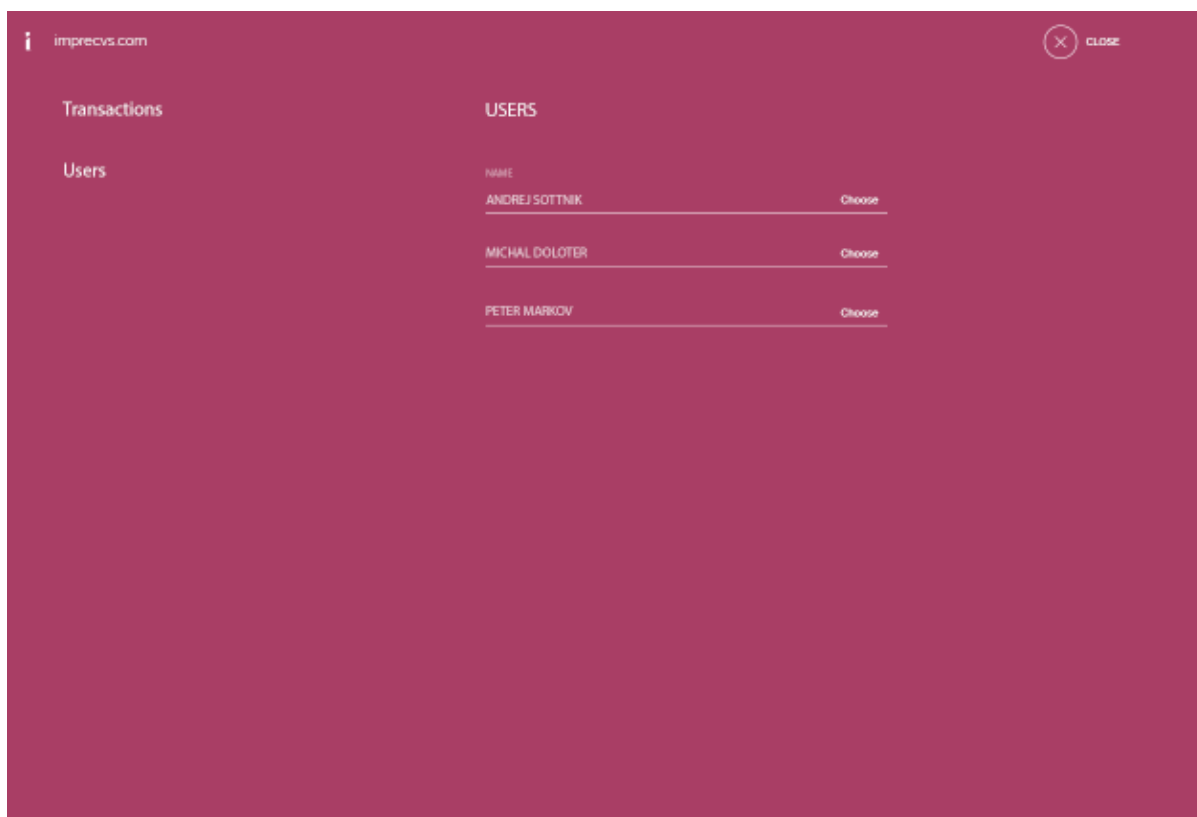 i imprecvs.com
CLOSE
Transactions
Users
USERS
NAME
ANDREJ SOTTNIK Choose
MICHAL DOLOTER Choose
PETER MARKOV Choose